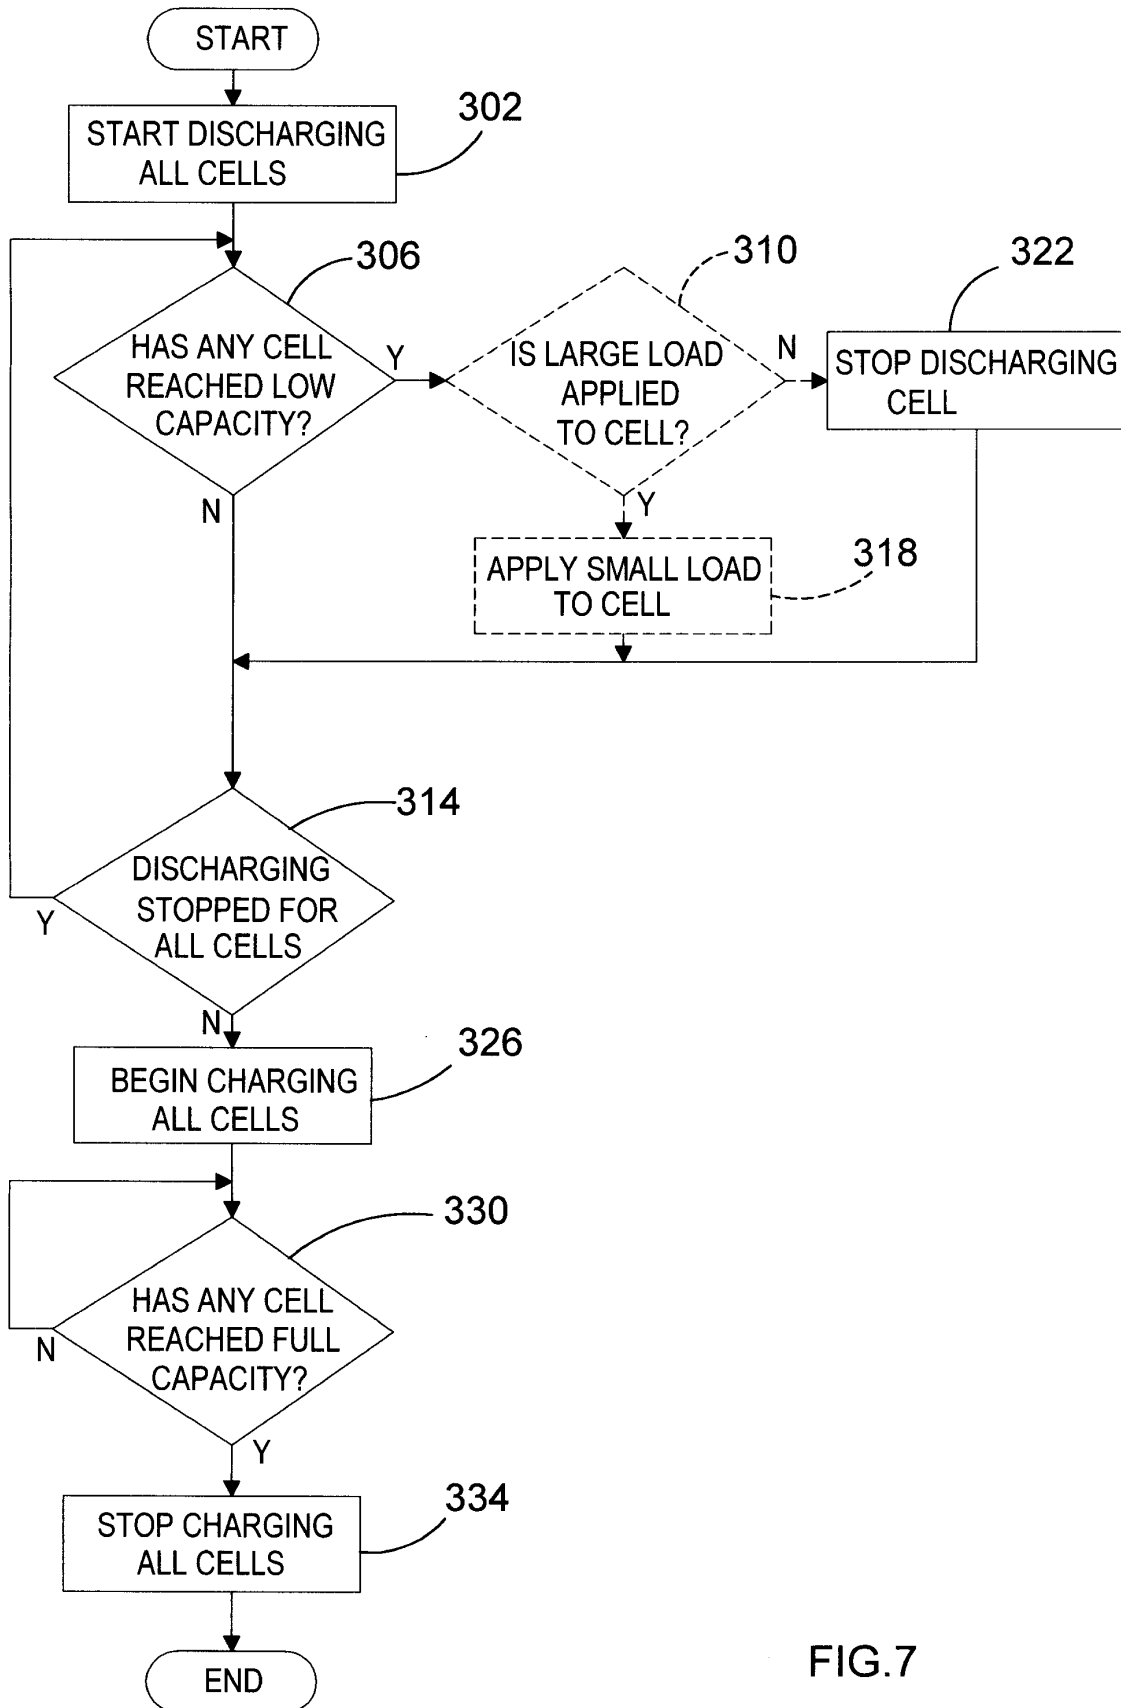 START
START DISCHARGING
ALL CELLS
302
306
HAS ANY CELL
REACHED LOW
CAPACITY?
Y
N
310
IS LARGE LOAD
APPLIED
TO CELL?
N
Y
322
STOP DISCHARGING
CELL
APPLY SMALL LOAD
TO CELL
318
314
DISCHARGING
STOPPED FOR
ALL CELLS
Y
N
BEGIN CHARGING
ALL CELLS
326
330
HAS ANY CELL
REACHED FULL
CAPACITY?
N
Y
STOP CHARGING
ALL CELLS
334
END
FIG.7